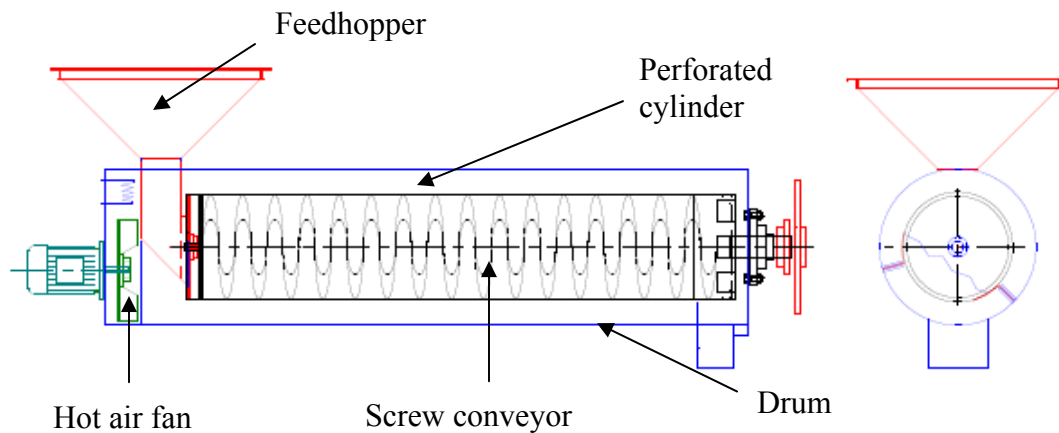 Feedhopper
Perforated
cylinder
Hot air fan
Screw conveyor
Drum